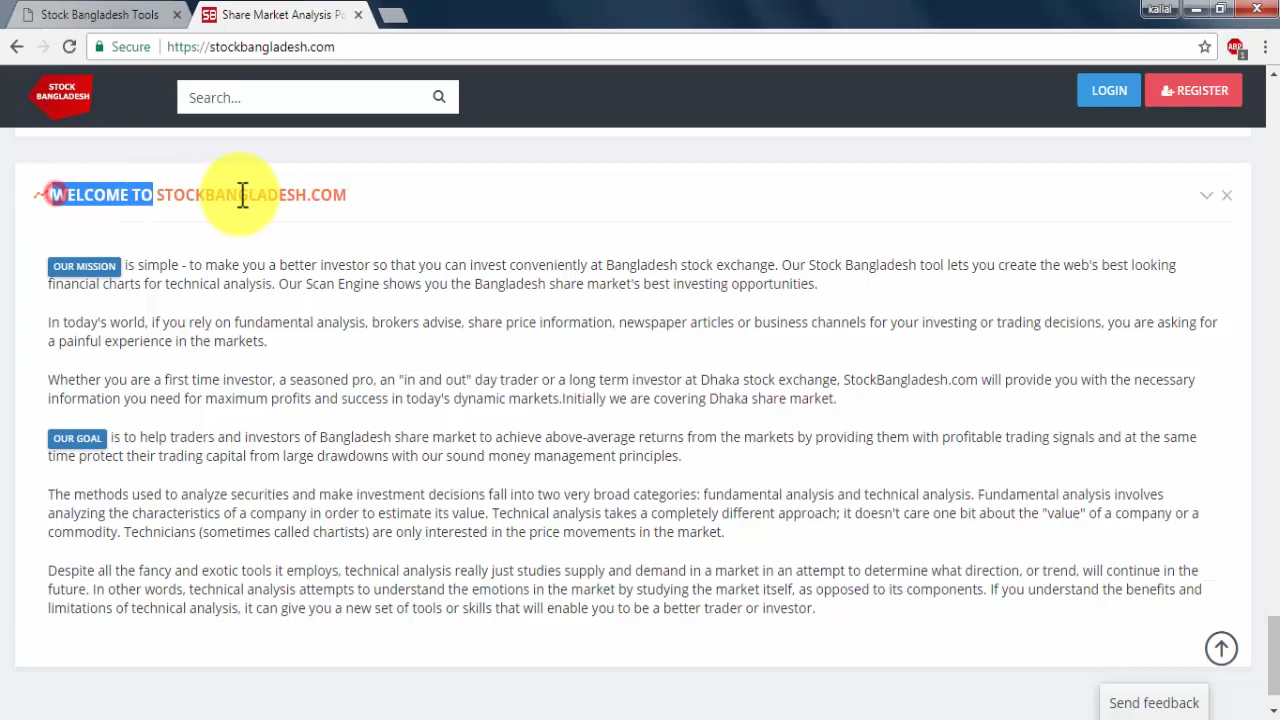 Stock Bangladesh Tools
Share Market Analysis Po
kallal
Secure
https://stockbangladesh.com
ABP
1
STOCK
BANGLADESH
Search...
LOGIN
REGISTER
WELCOME TO STOCKBANGLADESH.COM
OUR MISSION is simple - to make you a better investor so that you can invest conveniently at Bangladesh stock exchange. Our Stock Bangladesh tool lets you create the web's best looking
financial charts for technical analysis. Our Scan Engine shows you the Bangladesh share market's best investing opportunities.
In today's world, if you rely on fundamental analysis, brokers advise, share price information, newspaper articles or business channels for your investing or trading decisions, you are asking for
a painful experience in the markets.
Whether you are a first time investor, a seasoned pro, an "in and out" day trader or a long term investor at Dhaka stock exchange, StockBangladesh.com will provide you with the necessary
information you need for maximum profits and success in today's dynamic markets.Initially we are covering Dhaka share market.
OUR GOAL is to help traders and investors of Bangladesh share market to achieve above-average returns from the markets by providing them with profitable trading signals and at the same
time protect their trading capital from large drawdowns with our sound money management principles.
The methods used to analyze securities and make investment decisions fall into two very broad categories: fundamental analysis and technical analysis. Fundamental analysis involves
analyzing the characteristics of a company in order to estimate its value. Technical analysis takes a completely different approach; it doesn't care one bit about the "value" of a company or a
commodity. Technicians (sometimes called chartists) are only interested in the price movements in the market.
Despite all the fancy and exotic tools it employs, technical analysis really just studies supply and demand in a market in an attempt to determine what direction, or trend, will continue in the
future. In other words, technical analysis attempts to understand the emotions in the market by studying the market itself, as opposed to its components. If you understand the benefits and
limitations of technical analysis, it can give you a new set of tools or skills that will enable you to be a better trader or investor.
Send feedback